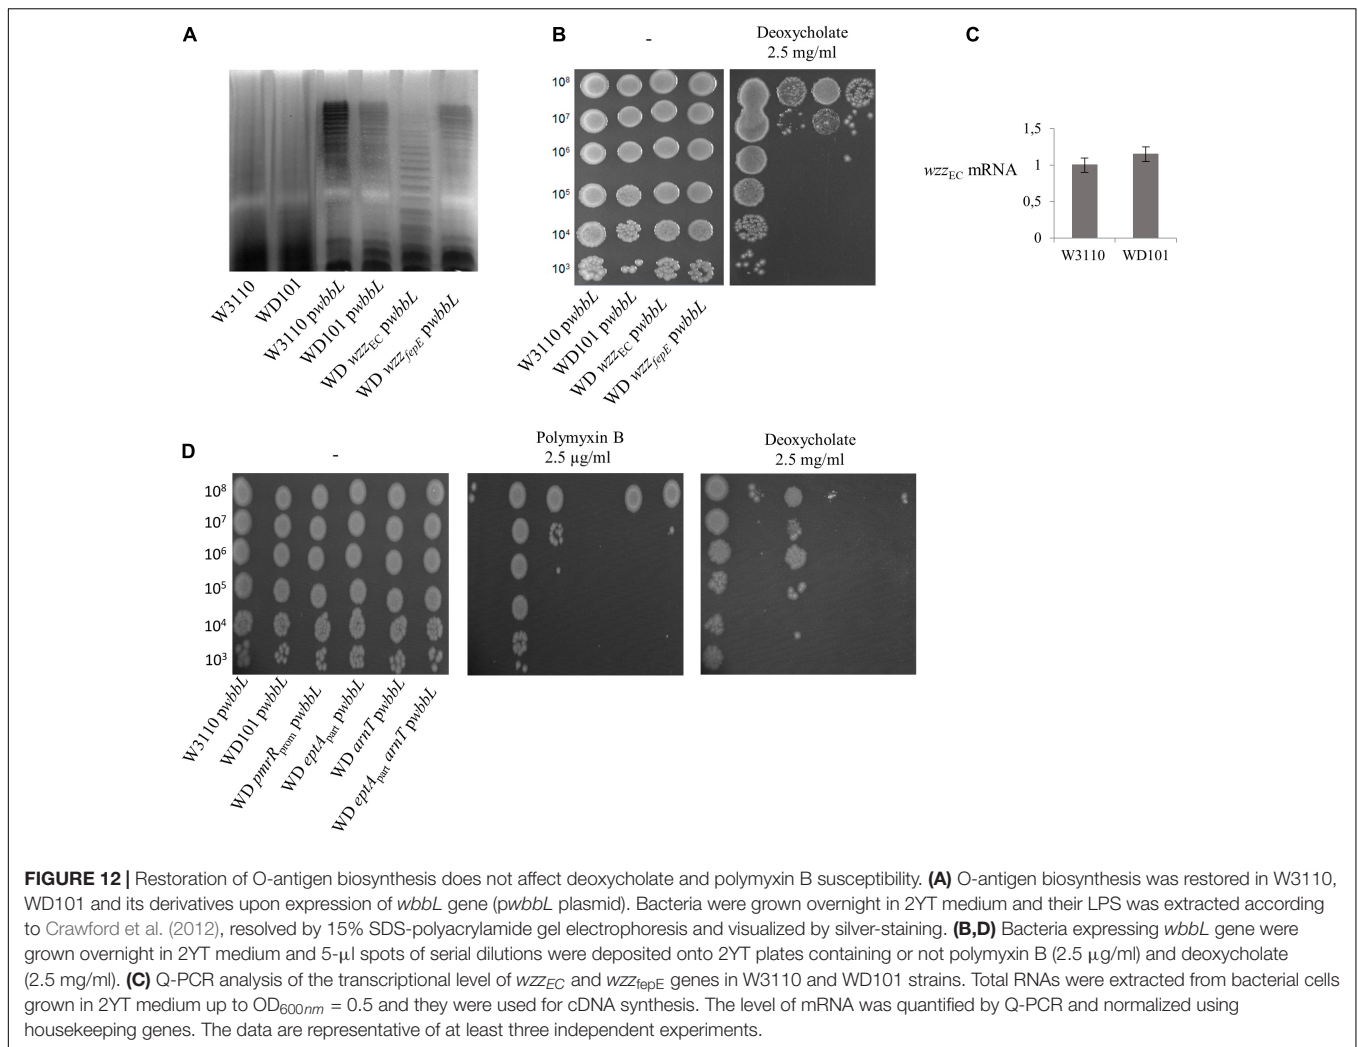 A
W3110
WD101
W3110 pwbbL
WD101 pwbbL
WD wzzEC pwbbL
WD wzzfepE pwbbL
B
-
Deoxycholate
2.5 mg/ml
10⁸
10⁷
10⁶
10⁵
10⁴
10³
W3110 pwbbL
WD101 pwbbL
WD wzzEC pwbbL
WD wzzfepE pwbbL
C
1,5
1
0,5
0
wzzEC mRNA
W3110
WD101
D
-
Polymyxin B
2.5 µg/ml
Deoxycholate
2.5 mg/ml
10⁸
10⁷
10⁶
10⁵
10⁴
10³
W3110 pwbbL
WD101 pwbbL
WD pmrRprom pwbbL
WD eptApart pwbbL
WD arnT pwbbL
WD eptApart arnT pwbbL
FIGURE 12 | Restoration of O-antigen biosynthesis does not affect deoxycholate and polymyxin B susceptibility. (A) O-antigen biosynthesis was restored in W3110,
WD101 and its derivatives upon expression of wbbL gene (pwbbL plasmid). Bacteria were grown overnight in 2YT medium and their LPS was extracted according
to Crawford et al. (2012), resolved by 15% SDS-polyacrylamide gel electrophoresis and visualized by silver-staining. (B,D) Bacteria expressing wbbL gene were
grown overnight in 2YT medium and 5-µl spots of serial dilutions were deposited onto 2YT plates containing or not polymyxin B (2.5 µg/ml) and deoxycholate
(2.5 mg/ml). (C) Q-PCR analysis of the transcriptional level of wzzEC and wzzfepE genes in W3110 and WD101 strains. Total RNAs were extracted from bacterial cells
grown in 2YT medium up to OD600nm = 0.5 and they were used for cDNA synthesis. The level of mRNA was quantified by Q-PCR and normalized using
housekeeping genes. The data are representative of at least three independent experiments.